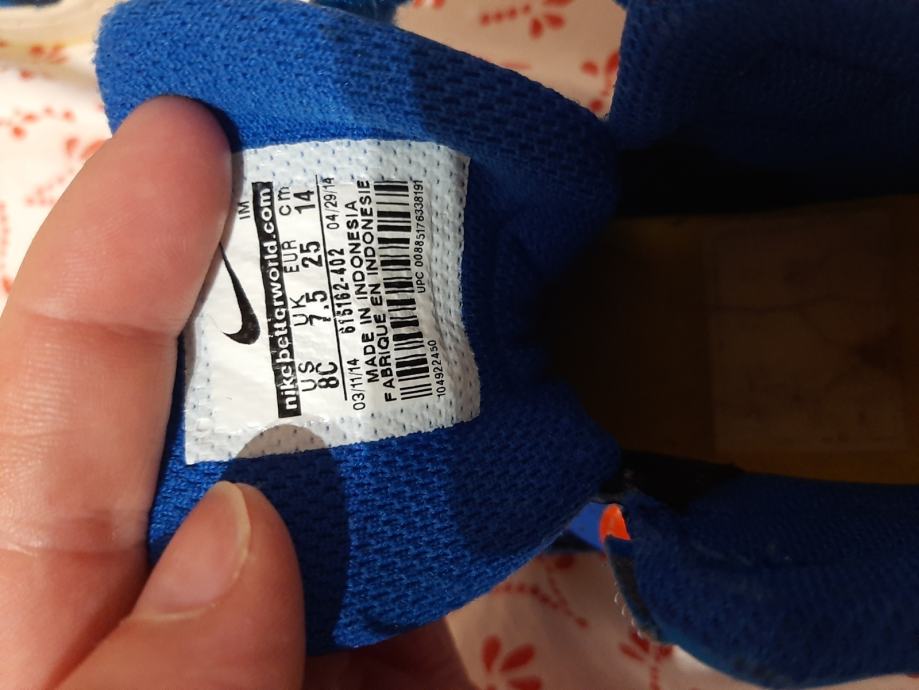 IM
nikebetterworld.com
US UK EUR cm
8C 7.5 25 14
615162-402
03/11/14 04/29/14
MADE IN INDONESIA
FABRIQUE EN INDONESIE
UPC 00885176338191
104922450